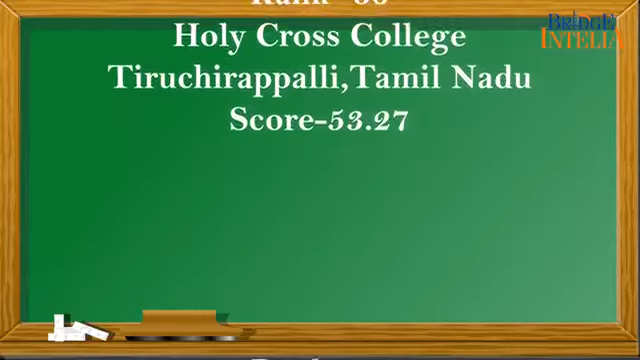 BRIDGE
INTELIA
Holy Cross College
Tiruchirappalli,Tamil Nadu
Score-53.27